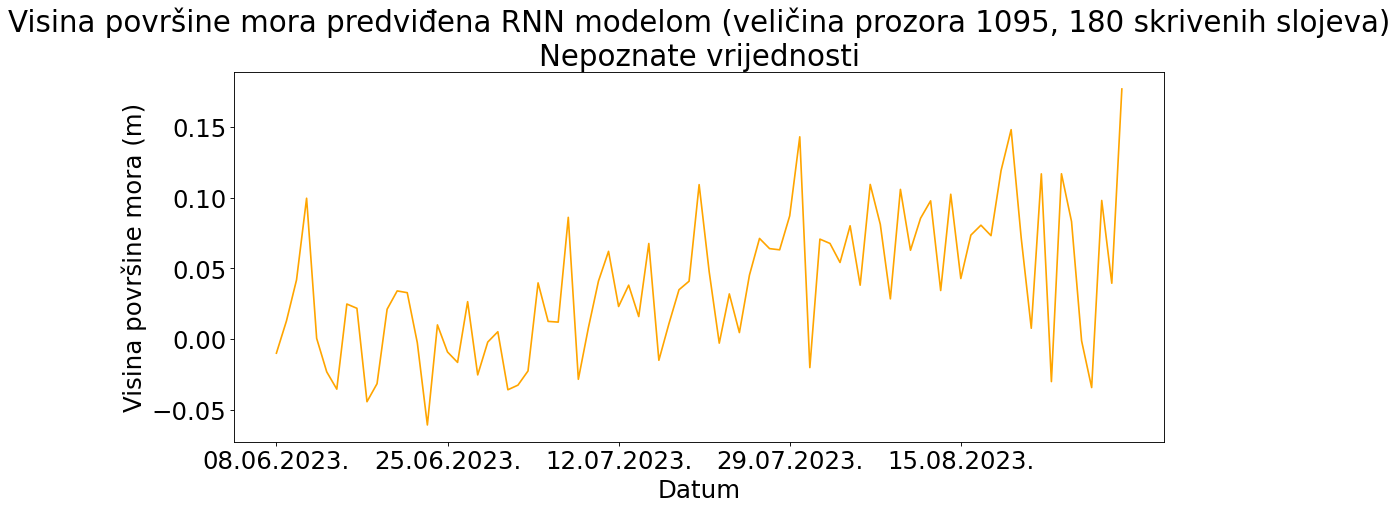 Visina površine mora predviđena RNN modelom (veličina prozora 1095, 180 skrivenih slojeva)
Nepoznate vrijednosti
Visina površine mora (m)
0.15
0.10
0.05
0.00
−0.05
08.06.2023. 25.06.2023. 12.07.2023. 29.07.2023. 15.08.2023.
Datum